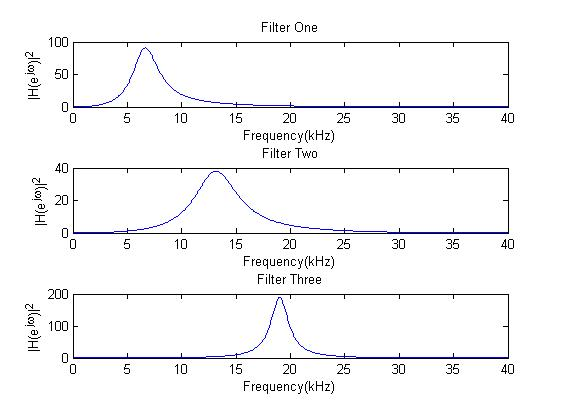 Filter One
100
50
0
|H(e^jω)|^2
0 5 10 15 20 25 30 35 40
Frequency(kHz)
Filter Two
40
20
0
|H(e^jω)|^2
0 5 10 15 20 25 30 35 40
Frequency(kHz)
Filter Three
200
100
0
|H(e^jω)|^2
0 5 10 15 20 25 30 35 40
Frequency(kHz)